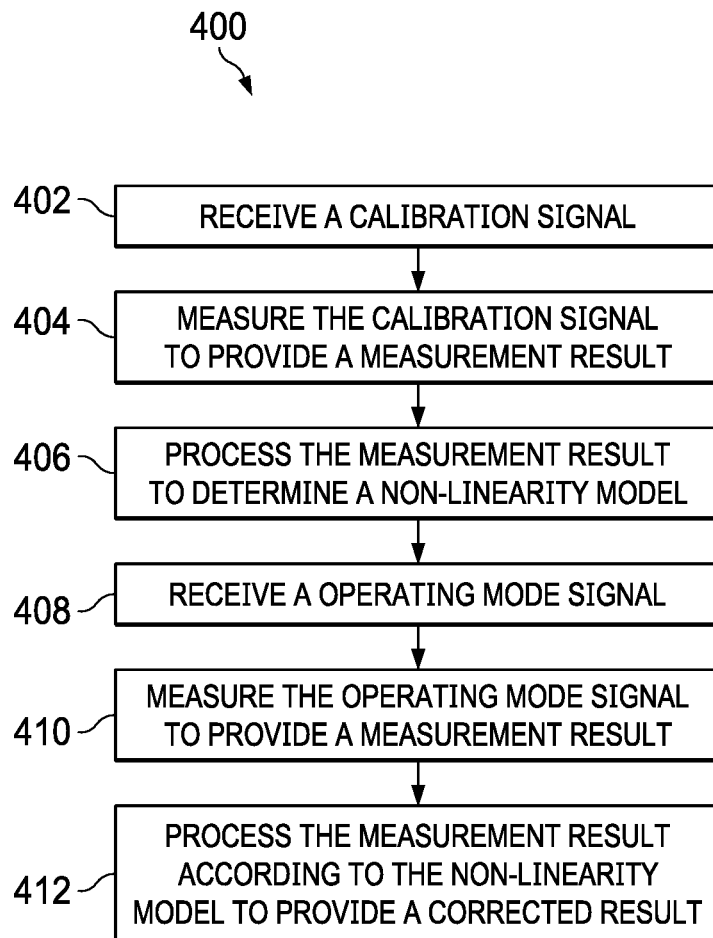 400
402
RECEIVE A CALIBRATION SIGNAL
404
MEASURE THE CALIBRATION SIGNAL
TO PROVIDE A MEASUREMENT RESULT
406
PROCESS THE MEASUREMENT RESULT
TO DETERMINE A NON-LINEARITY MODEL
408
RECEIVE A OPERATING MODE SIGNAL
410
MEASURE THE OPERATING MODE SIGNAL
TO PROVIDE A MEASUREMENT RESULT
412
PROCESS THE MEASUREMENT RESULT
ACCORDING TO THE NON-LINEARITY
MODEL TO PROVIDE A CORRECTED RESULT